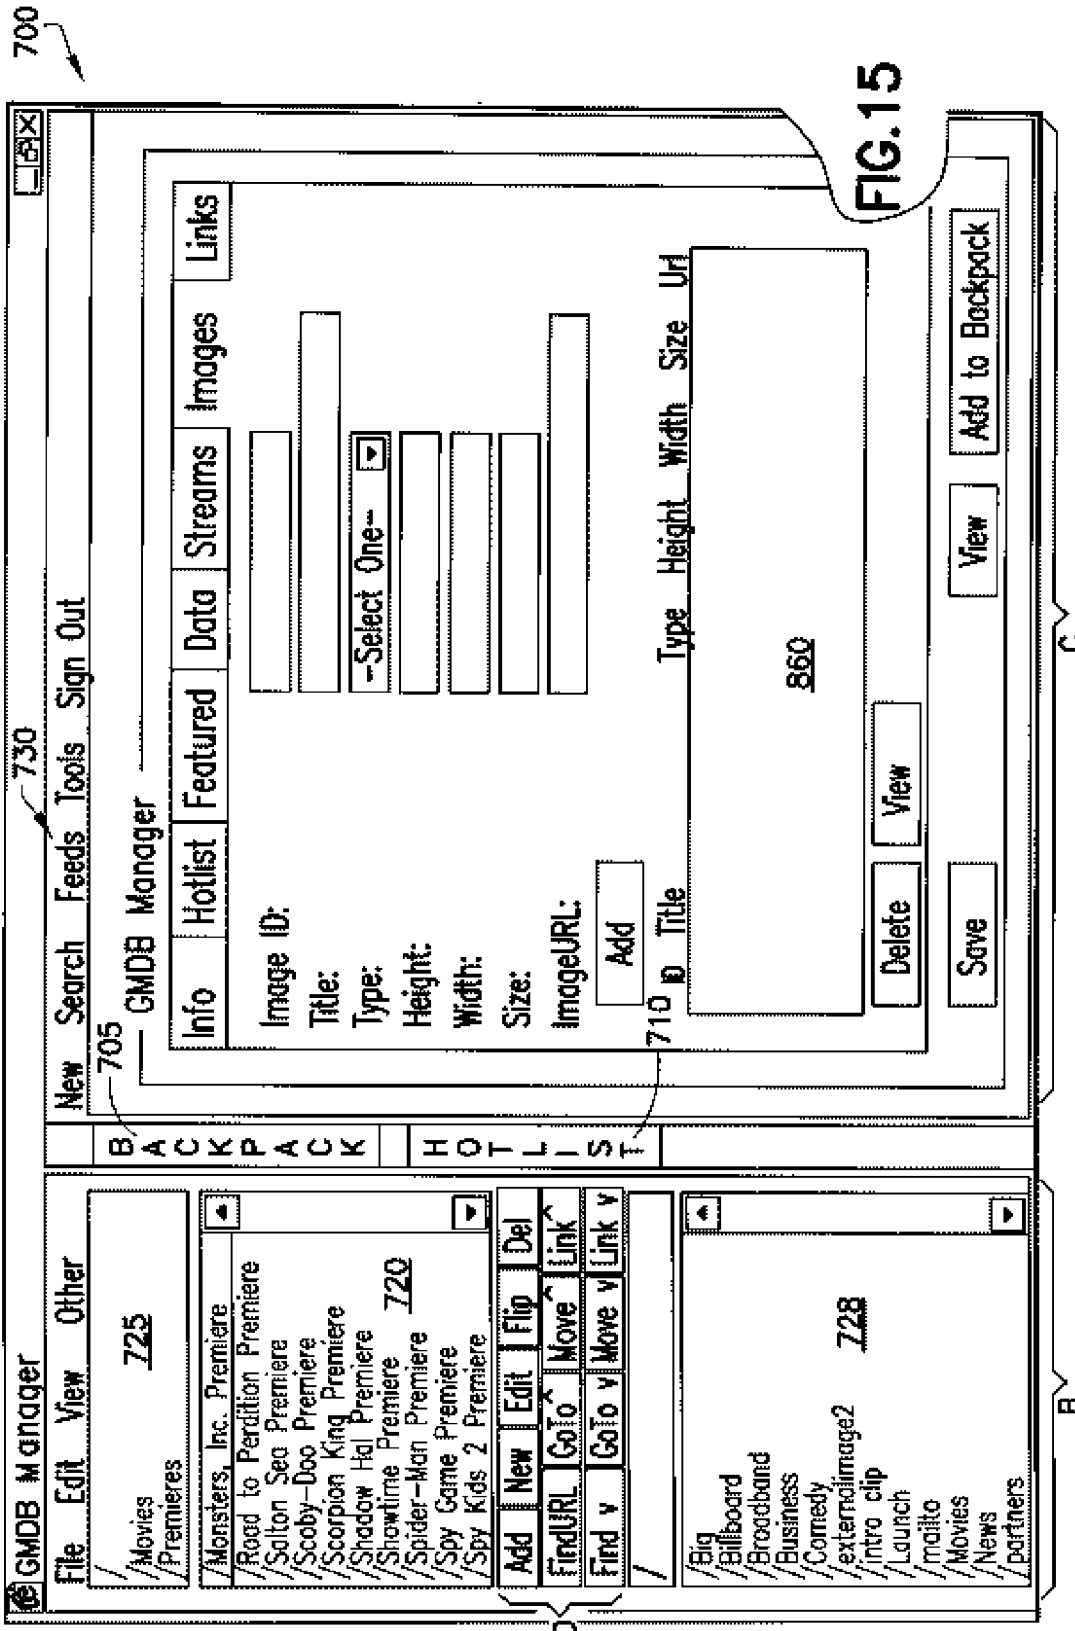 700
GMDB Manager
File Edit View Other
New Search Feeds Tools Sign Out
730
/
/Movies
/Premieres
725
/Monsters, Inc. Premiere
/Road to Perdition Premiere
/Salton Sea Premiere
/Scooby-Doo Premiere
/Scorpion King Premiere
/Shadow Hal Premiere
/Showtime Premiere
/Spider-Man Premiere
/Spy Game Premiere
/Spy Kids 2 Premiere
720
Add New Edit Flip Del
FindURL GoTo ^ Move ^ Link ^
Find v GoTo v Move v Link v
D
/
/Big
/Billboard
/Broadband
/Business
/Comedy
/externalimage2
/intro clip
/Launch
/mailto
/Movies
/News
/partners
728
B
BACKPACK
705
HOTLIST
710
GMDB Manager
Info Hotlist Featured Data Streams Images Links
Image ID:
Title:
Type: -Select One-
Height:
Width:
Size:
ImageURL:
Add
ID Title Type Height Width Size Url
860
Delete View
Save View Add to Backpack
C
FIG.15